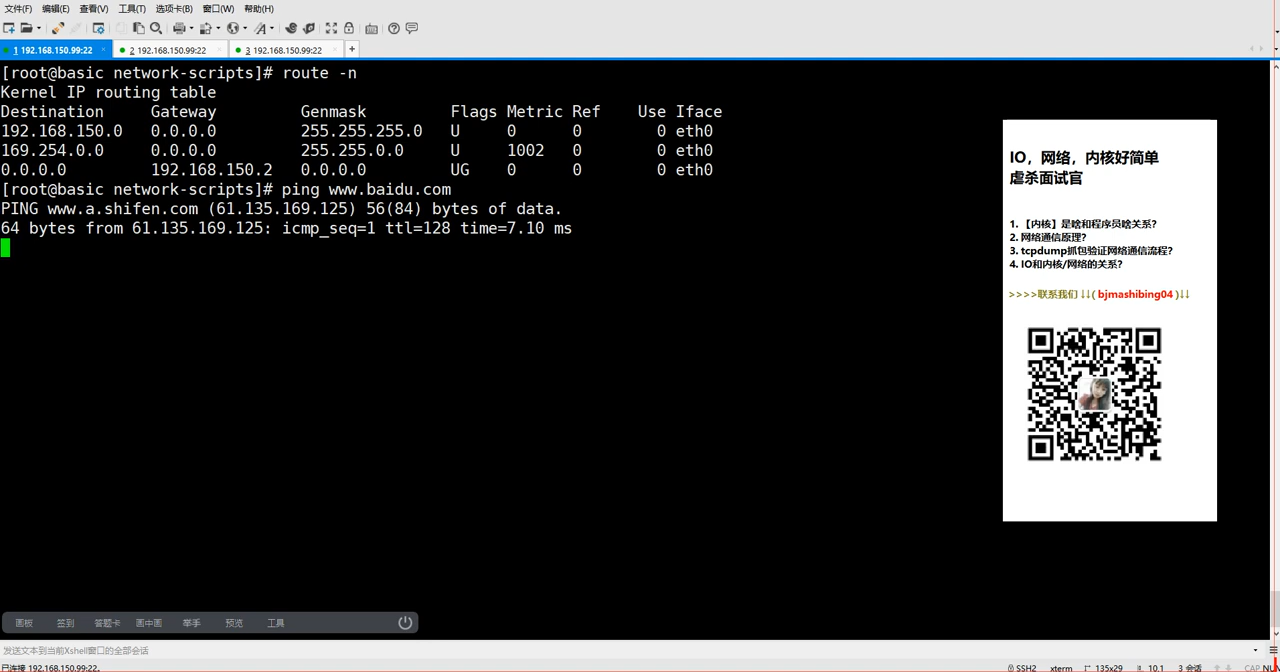 文件(F) 编辑(E) 查看(V) 工具(T) 选项卡(B) 窗口(W) 帮助(H)
1 192.168.150.99:22 2 192.168.150.99:22 3 192.168.150.99:22 +
[root@basic network-scripts]# route -n
Kernel IP routing table
Destination Gateway Genmask Flags Metric Ref Use Iface
192.168.150.0 0.0.0.0 255.255.255.0 U 0 0 0 eth0
169.254.0.0 0.0.0.0 255.255.0.0 U 1002 0 0 eth0
0.0.0.0 192.168.150.2 0.0.0.0 UG 0 0 0 eth0
[root@basic network-scripts]# ping www.baidu.com
PING www.a.shifen.com (61.135.169.125) 56(84) bytes of data.
64 bytes from 61.135.169.125: icmp_seq=1 ttl=128 time=7.10 ms
IO，网络，内核好简单
虐杀面试官
1. 【内核】是啥和程序员啥关系?
2. 网络通信原理?
3. tcpdump抓包验证网络通信流程?
4. IO和内核/网络的关系?
>>>>联系我们 ↓↓( bjmashibing04 )↓↓
画板 签到 答题卡 画中画 举手 预览 工具
发送文本到当前Xshell窗口的全部会话
已连接 192.168.150.99:22。 SSH2 xterm 135x29 10,1 3 会话 CAP NUM